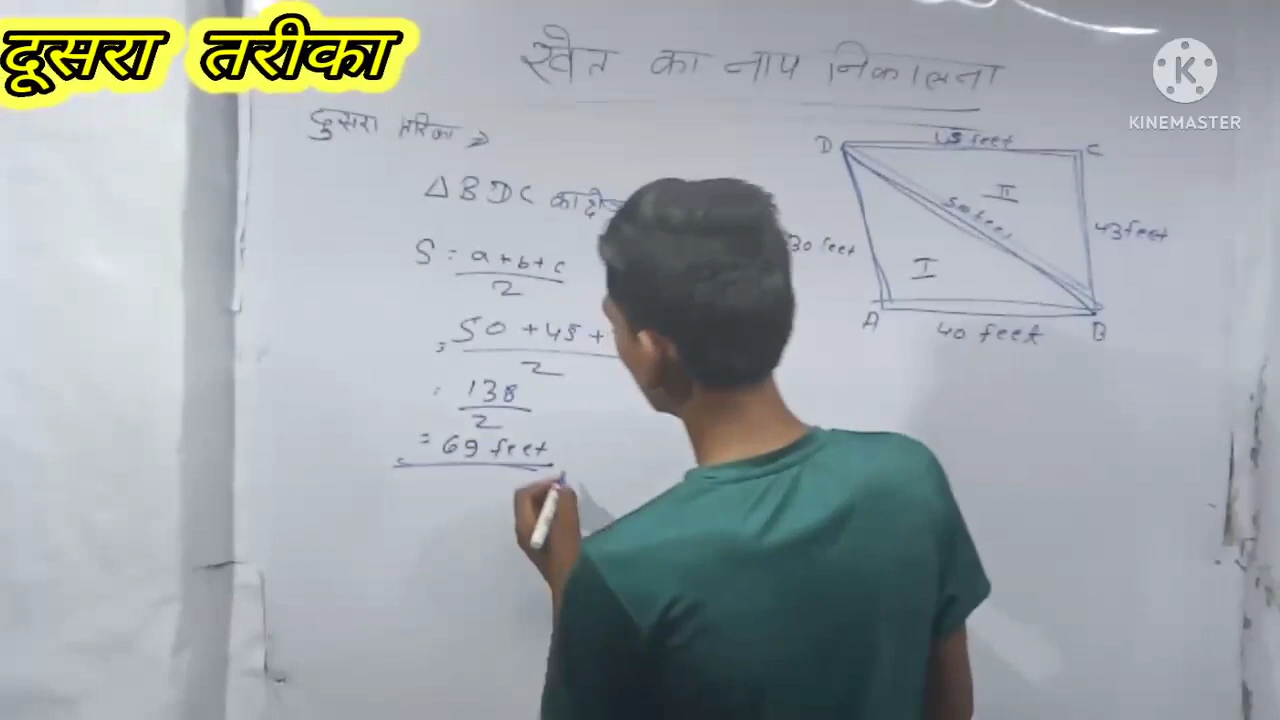 दूसरा तरीका
KINEMASTER
खेत का नाप निकालना
दुसरा तरिका
Δ BDC का
S = a + b + c
2
= 50 + 45 +
2
= 138
2
= 69 feet
D
45 feet
C
II
50 feet
43 feet
30 feet
I
A
40 feet
B